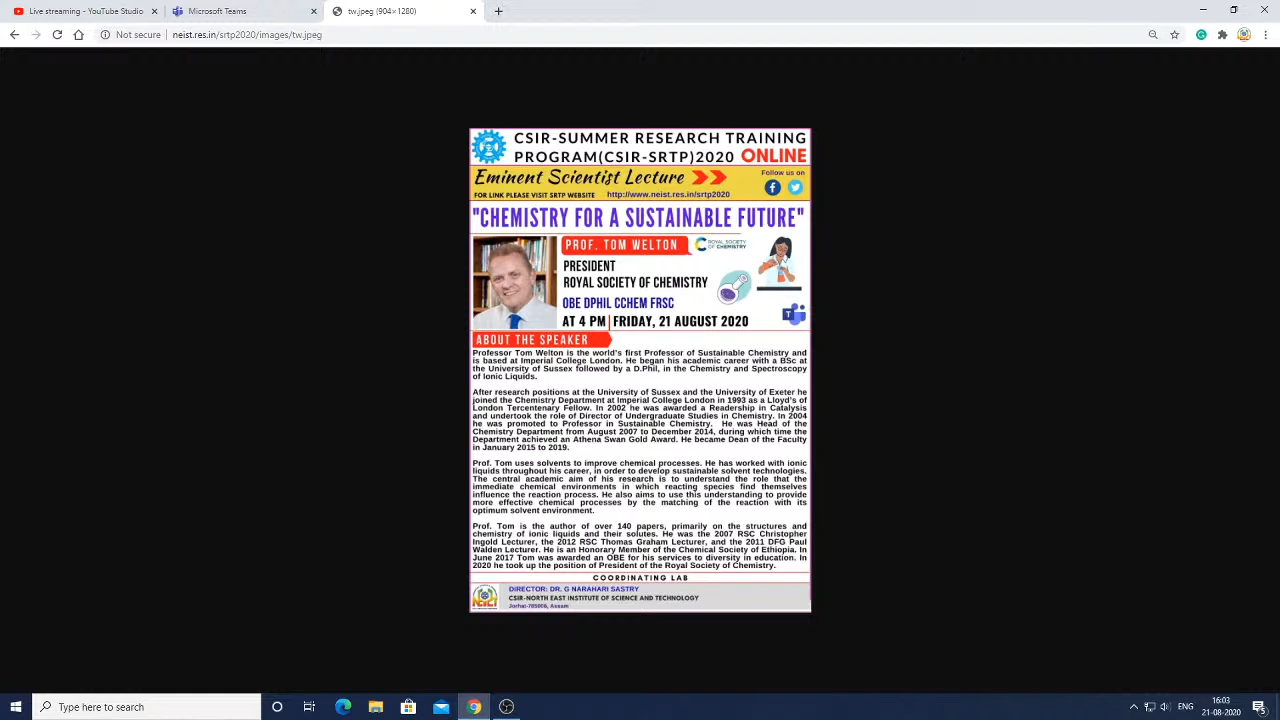 Live streaming - YouTube Studio
Microsoft Teams
tw.jpeg (904×1280)
Not secure | neist.res.in/srtp2020/images/tw.jpeg
CSIR-SUMMER RESEARCH TRAINING
PROGRAM(CSIR-SRTP)2020 ONLINE
Eminent Scientist Lecture
Follow us on
FOR LINK PLEASE VISIT SRTP WEBSITE http://www.neist.res.in/srtp2020
"CHEMISTRY FOR A SUSTAINABLE FUTURE"
PROF. TOM WELTON
ROYAL SOCIETY
OF CHEMISTRY
PRESIDENT
ROYAL SOCIETY OF CHEMISTRY
OBE DPHIL CCHEM FRSC
AT 4 PM FRIDAY, 21 AUGUST 2020
T
ABOUT THE SPEAKER
Professor Tom Welton is the world's first Professor of Sustainable Chemistry and
is based at Imperial College London. He began his academic career with a BSc at
the University of Sussex followed by a D.Phil, in the Chemistry and Spectroscopy
of Ionic Liquids.
After research positions at the University of Sussex and the University of Exeter he
joined the Chemistry Department at Imperial College London in 1993 as a Lloyd's of
London Tercentenary Fellow. In 2002 he was awarded a Readership in Catalysis
and undertook the role of Director of Undergraduate Studies in Chemistry. In 2004
he was promoted to Professor in Sustainable Chemistry. He was Head of the
Chemistry Department from August 2007 to December 2014, during which time the
Department achieved an Athena Swan Gold Award. He became Dean of the Faculty
in January 2015 to 2019.
Prof. Tom uses solvents to improve chemical processes. He has worked with ionic
liquids throughout his career, in order to develop sustainable solvent technologies.
The central academic aim of his research is to understand the role that the
immediate chemical environments in which reacting species find themselves
influence the reaction process. He also aims to use this understanding to provide
more effective chemical processes by the matching of the reaction with its
optimum solvent environment.
Prof. Tom is the author of over 140 papers, primarily on the structures and
chemistry of ionic liquids and their solutes. He was the 2007 RSC Christopher
Ingold Lecturer, the 2012 RSC Thomas Graham Lecturer, and the 2011 DFG Paul
Walden Lecturer. He is an Honorary Member of the Chemical Society of Ethiopia. In
June 2017 Tom was awarded an OBE for his services to diversity in education. In
2020 he took up the position of President of the Royal Society of Chemistry.
COORDINATING LAB
DIRECTOR: DR. G NARAHARI SASTRY
CSIR-NORTH EAST INSTITUTE OF SCIENCE AND TECHNOLOGY
Jorhat-785006, Assam
Type here to search
ENG
16:03
21-08-2020